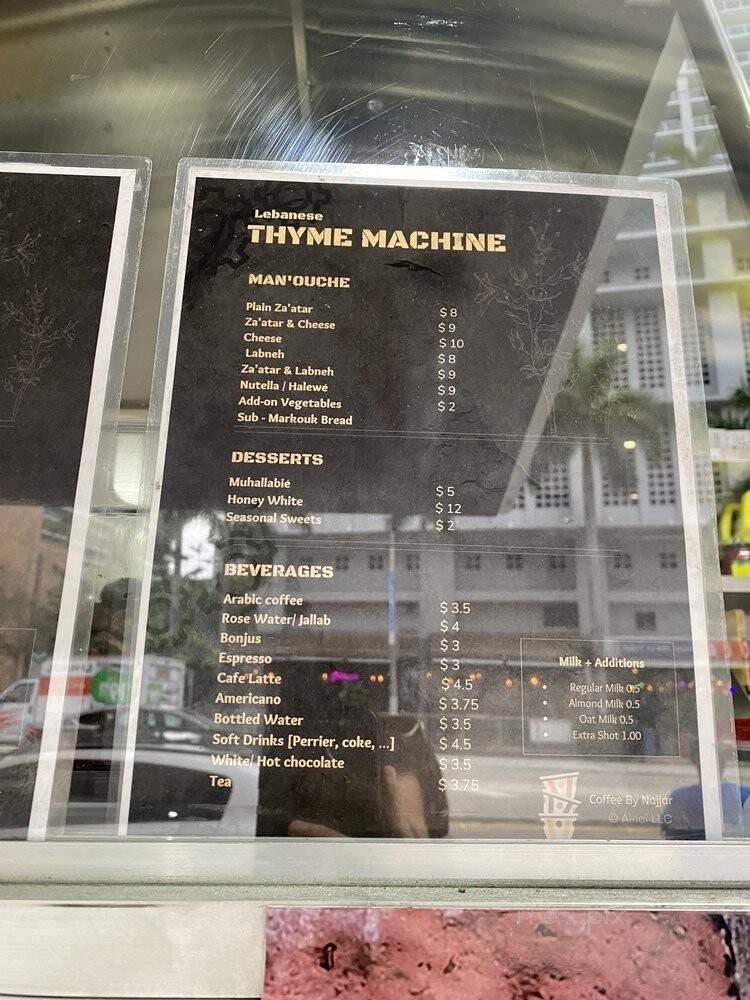 Lebanese
THYME MACHINE
MAN'OUCHE
Plain Za'atar $ 8
Za'atar & Cheese $ 9
Cheese $ 10
Labneh $ 8
Za'atar & Labneh $ 9
Nutella / Halewé $ 9
Add-on Vegetables $ 2
Sub - Markouk Bread
DESSERTS
Muhallabié $ 5
Honey White $ 12
Seasonal Sweets $ 2
BEVERAGES
Arabic coffee $ 3.5
Rose Water/ Jallab $ 4
Bonjus $ 3
Espresso $ 3
Cafe Latte $ 4.5
Americano $ 3.75
Bottled Water $ 3.5
Soft Drinks [Perrier, coke, ...] $ 4.5
White/ Hot chocolate $ 3.5
Tea $ 3.75
Milk + Additions
• Regular Milk 0.5
• Almond Milk 0.5
• Oat Milk 0.5
• Extra Shot 1.00
Coffee By Najjar
© Akici LLC